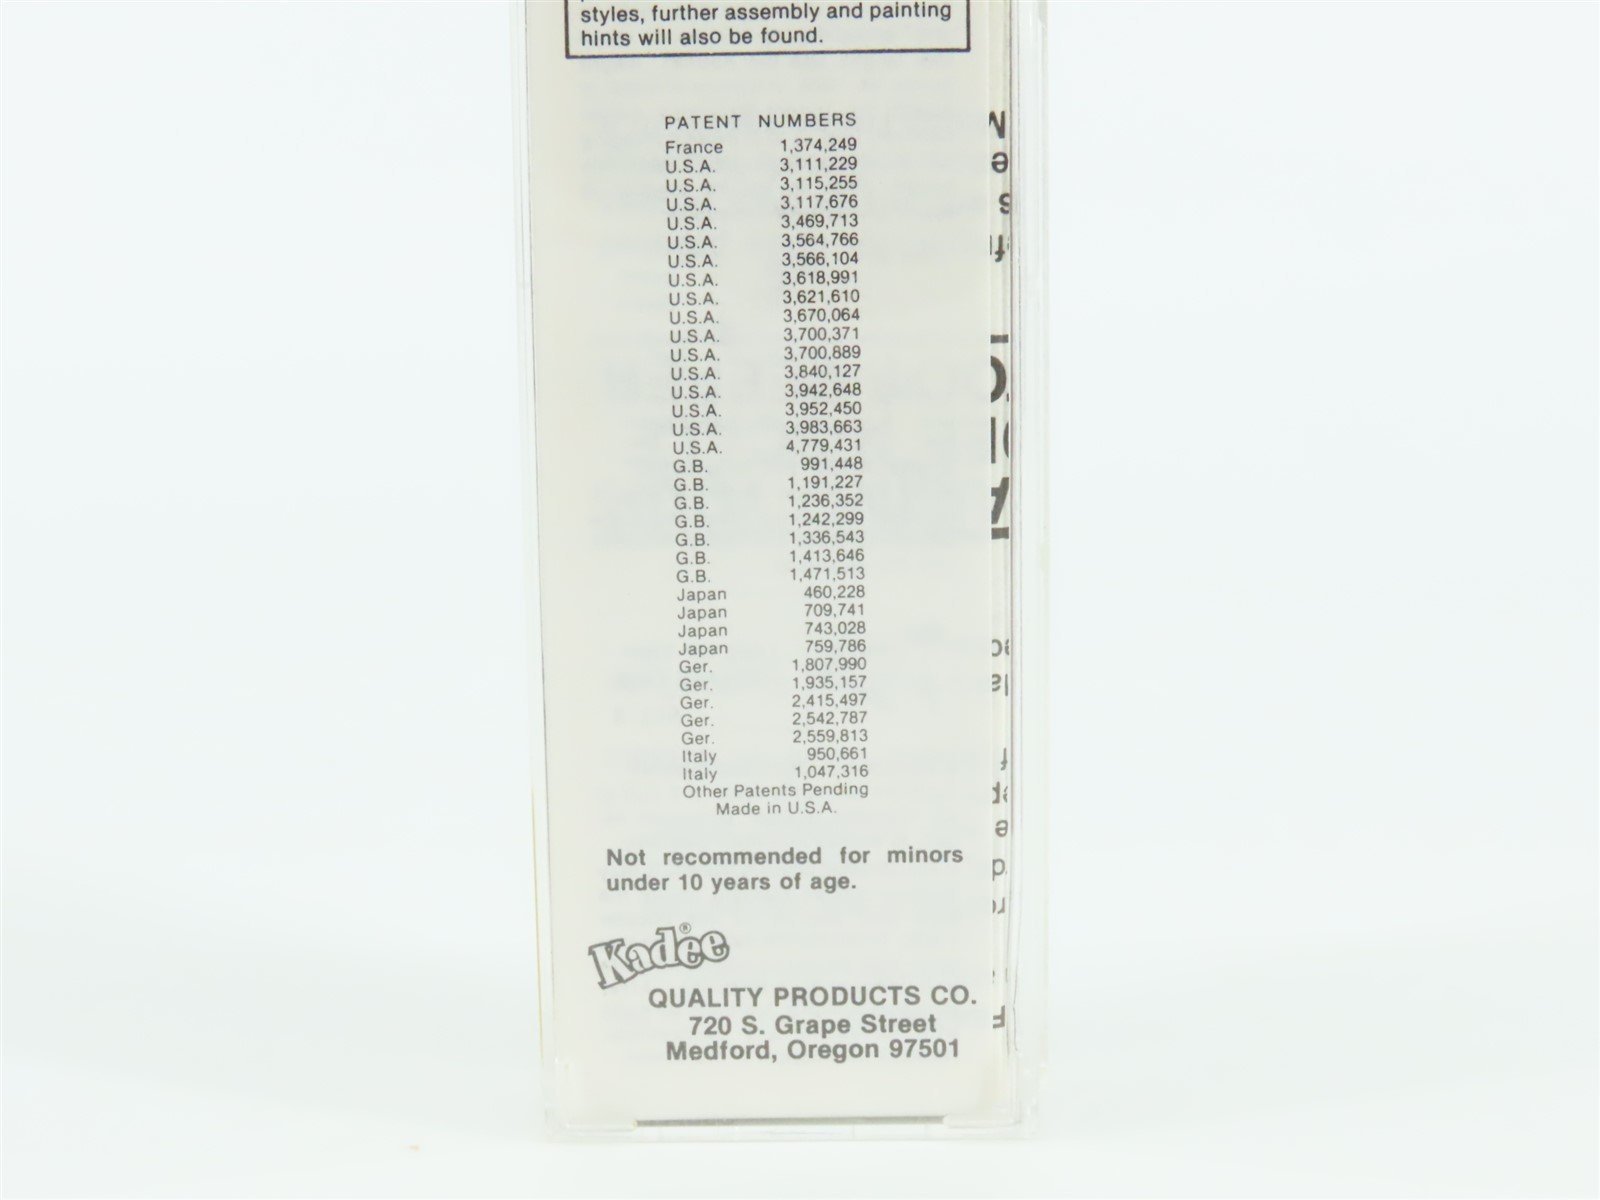 styles, further assembly and painting
hints will also be found.
PATENT NUMBERS
France 1,374,249
U.S.A. 3,111,229
U.S.A. 3,115,255
U.S.A. 3,117,676
U.S.A. 3,469,713
U.S.A. 3,564,766
U.S.A. 3,566,104
U.S.A. 3,618,991
U.S.A. 3,621,610
U.S.A. 3,670,064
U.S.A. 3,700,371
U.S.A. 3,700,889
U.S.A. 3,840,127
U.S.A. 3,942,648
U.S.A. 3,952,450
U.S.A. 3,983,663
U.S.A. 4,779,431
G.B. 991,448
G.B. 1,191,227
G.B. 1,236,352
G.B. 1,242,299
G.B. 1,336,543
G.B. 1,413,646
G.B. 1,471,513
Japan 460,228
Japan 709,741
Japan 743,028
Japan 759,786
Ger. 1,807,990
Ger. 1,935,157
Ger. 2,415,497
Ger. 2,542,787
Ger. 2,559,813
Italy 950,661
Italy 1,047,316
Other Patents Pending
Made in U.S.A.
Not recommended for minors
under 10 years of age.
Kadee®
QUALITY PRODUCTS CO.
720 S. Grape Street
Medford, Oregon 97501